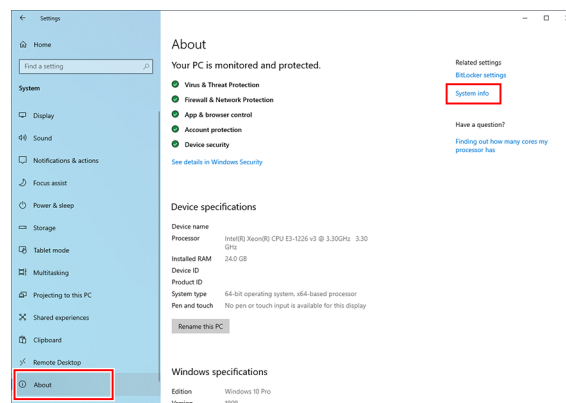 Settings
Home
Find a setting
System
Display
Sound
Notifications & actions
Focus assist
Power & sleep
Storage
Tablet mode
Multitasking
Projecting to this PC
Shared experiences
Clipboard
Remote Desktop
About
About
Your PC is monitored and protected.
Virus & Threat Protection
Firewall & Network Protection
App & browser control
Account protection
Device security
See details in Windows Security
Device specifications
Device name
Processor Intel(R) Xeon(R) CPU E3-1226 v3 @ 3.30GHz 3.30
GHz
Installed RAM 24.0 GB
Device ID
Product ID
System type 64-bit operating system, x64-based processor
Pen and touch No pen or touch input is available for this display
Rename this PC
Windows specifications
Edition Windows 10 Pro
Version 1909
Related settings
BitLocker settings
System info
Have a question?
Finding out how many cores my
processor has